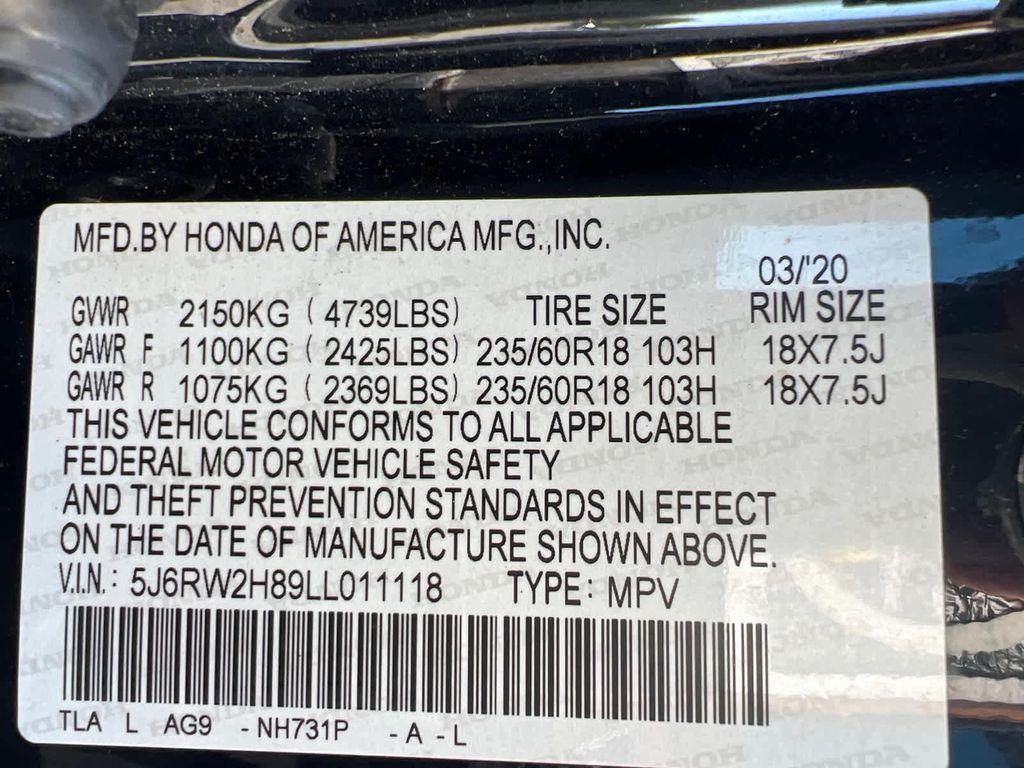 MFD.BY HONDA OF AMERICA MFG.,INC.
03/'20
GVWR 2150KG ( 4739LBS) TIRE SIZE RIM SIZE
GAWR F 1100KG ( 2425LBS) 235/60R18 103H 18X7.5J
GAWR R 1075KG ( 2369LBS) 235/60R18 103H 18X7.5J
THIS VEHICLE CONFORMS TO ALL APPLICABLE
FEDERAL MOTOR VEHICLE SAFETY
AND THEFT PREVENTION STANDARDS IN EFFECT
ON THE DATE OF MANUFACTURE SHOWN ABOVE.
V.I.N.: 5J6RW2H89LL011118 TYPE: MPV
TLA L AG9 - NH731P - A - L